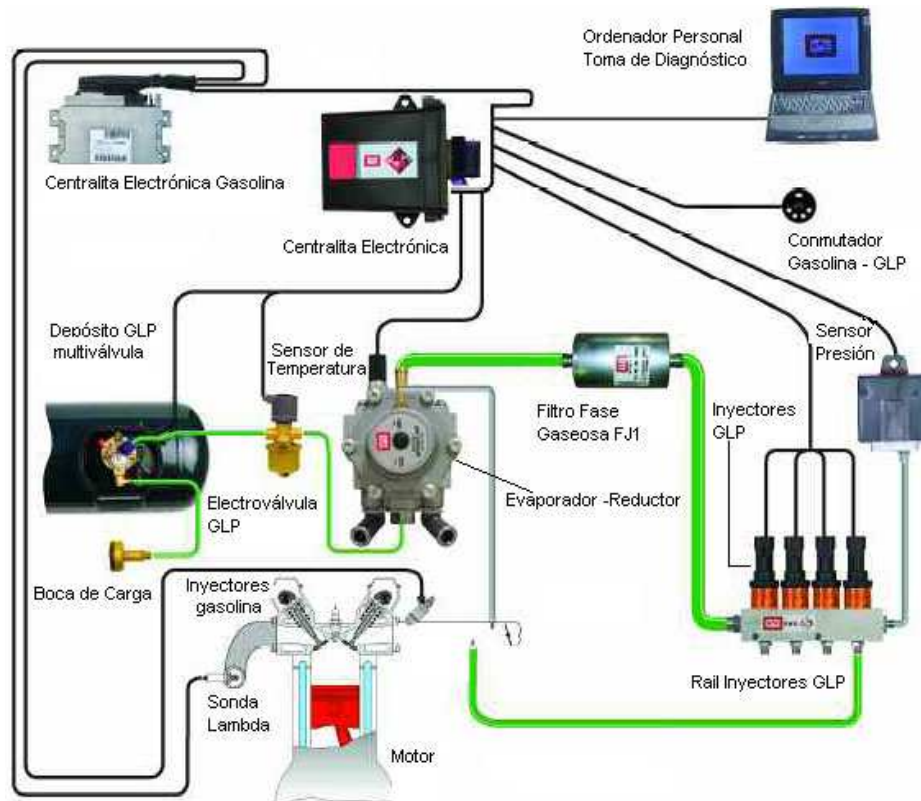 Ordenador Personal
Toma de Diagnóstico
Centralita Electrónica Gasolina
Centralita Electrónica
Conmutador
Gasolina - GLP
Depósito GLP
multiválvula
Sensor de
Temperatura
Sensor
Presión
Filtro Fase
Gaseosa FJ1
Inyectores
GLP
Evaporador -Reductor
Electroválvula
GLP
Boca de Carga
Inyectores
gasolina
Rail Inyectores GLP
Sonda
Lambda
Motor